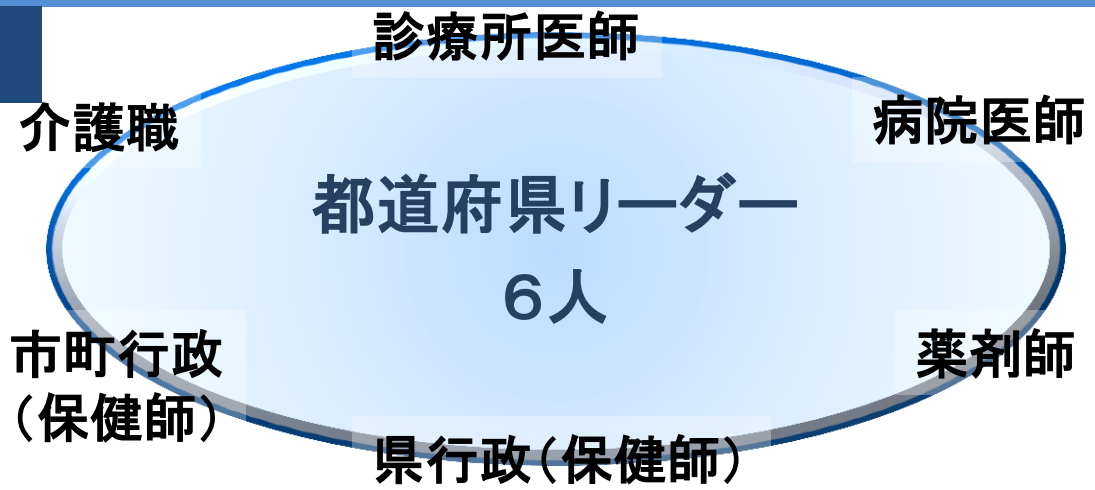 診療所医師
介護職
病院医師
都道府県リーダー
６人
市町行政
（保健師）
薬剤師
県行政（保健師）